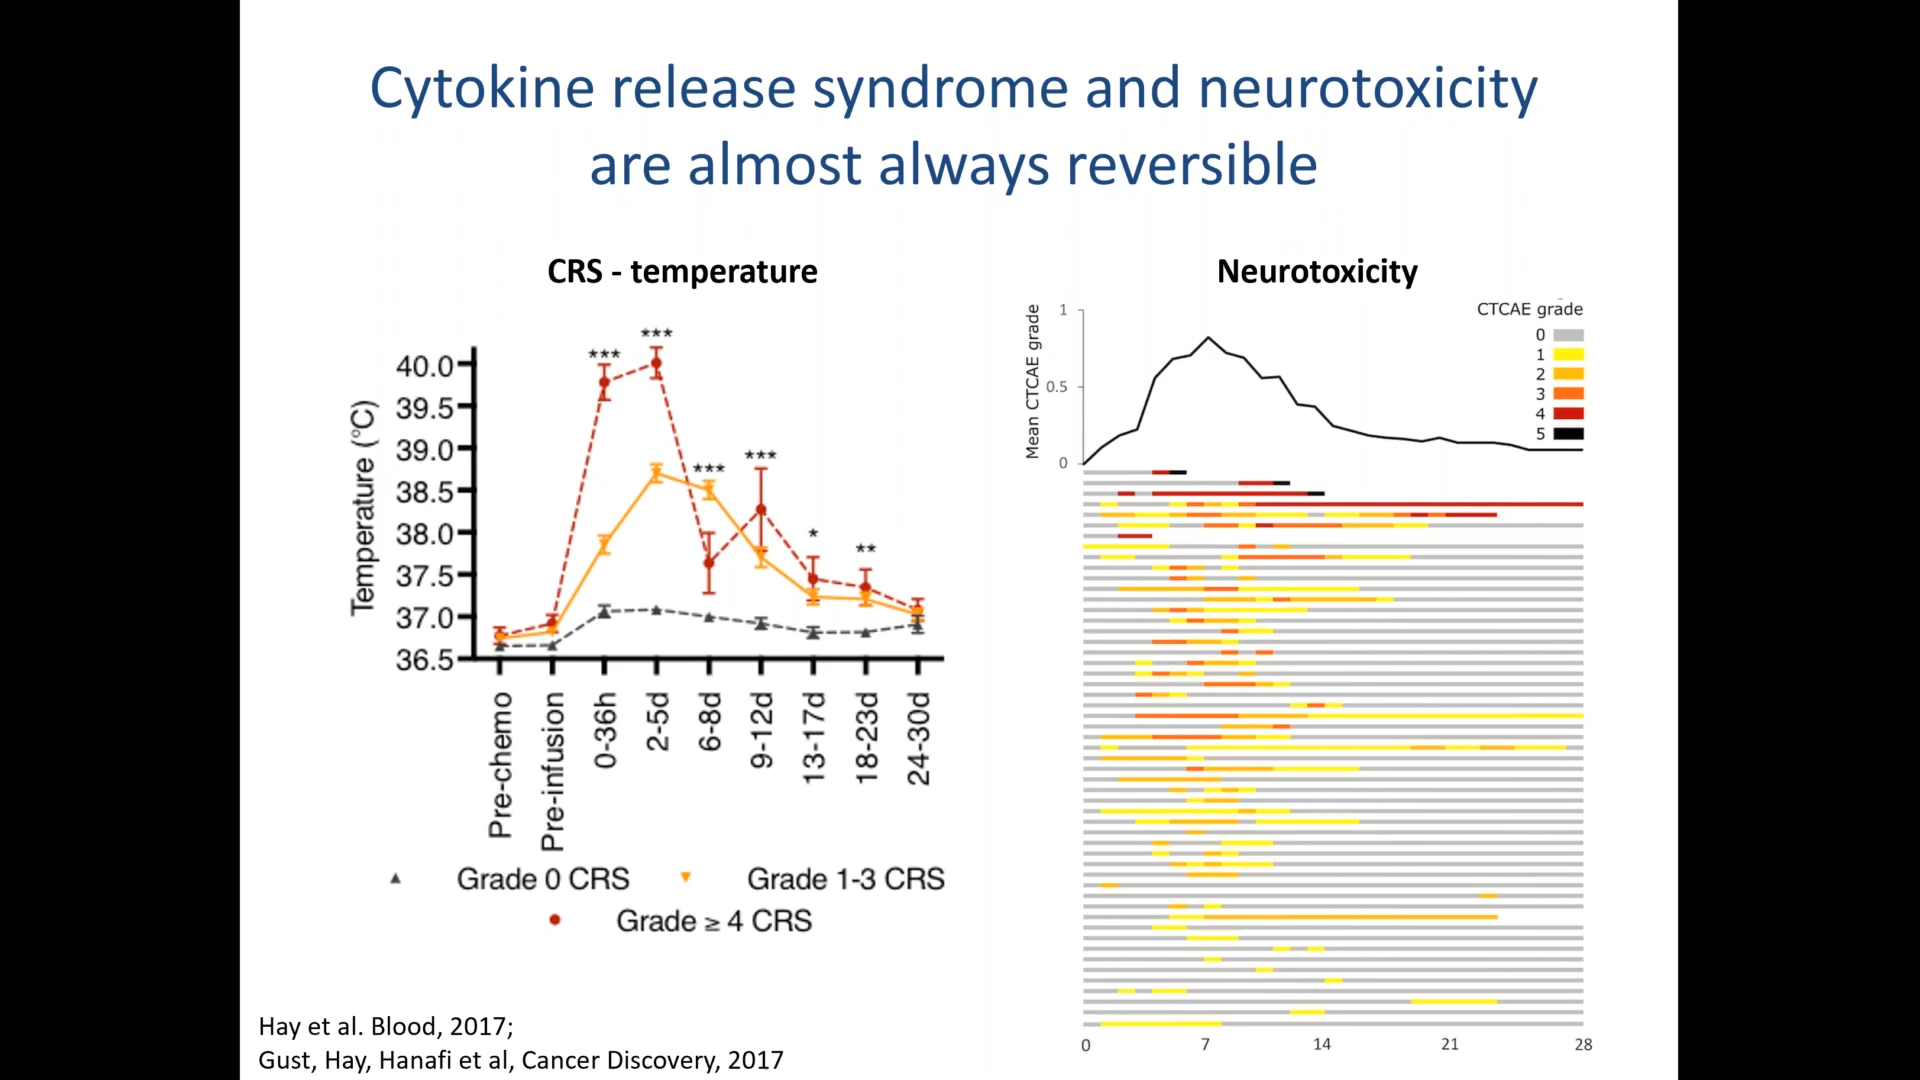 Cytokine release syndrome and neurotoxicity
are almost always reversible
CRS - temperature
***
***
***
***
*
**
40.0
39.5
39.0
38.5
38.0
37.5
37.0
36.5
Temperature (°C)
Pre-chemo
Pre-infusion
0-36h
2-5d
6-8d
9-12d
13-17d
18-23d
24-30d
Grade 0 CRS
Grade 1-3 CRS
Grade ≥ 4 CRS
Neurotoxicity
Mean CTCAE grade
1
0.5
0
CTCAE grade
0
1
2
3
4
5
0 7 14 21 28
Hay et al. Blood, 2017;
Gust, Hay, Hanafi et al, Cancer Discovery, 2017